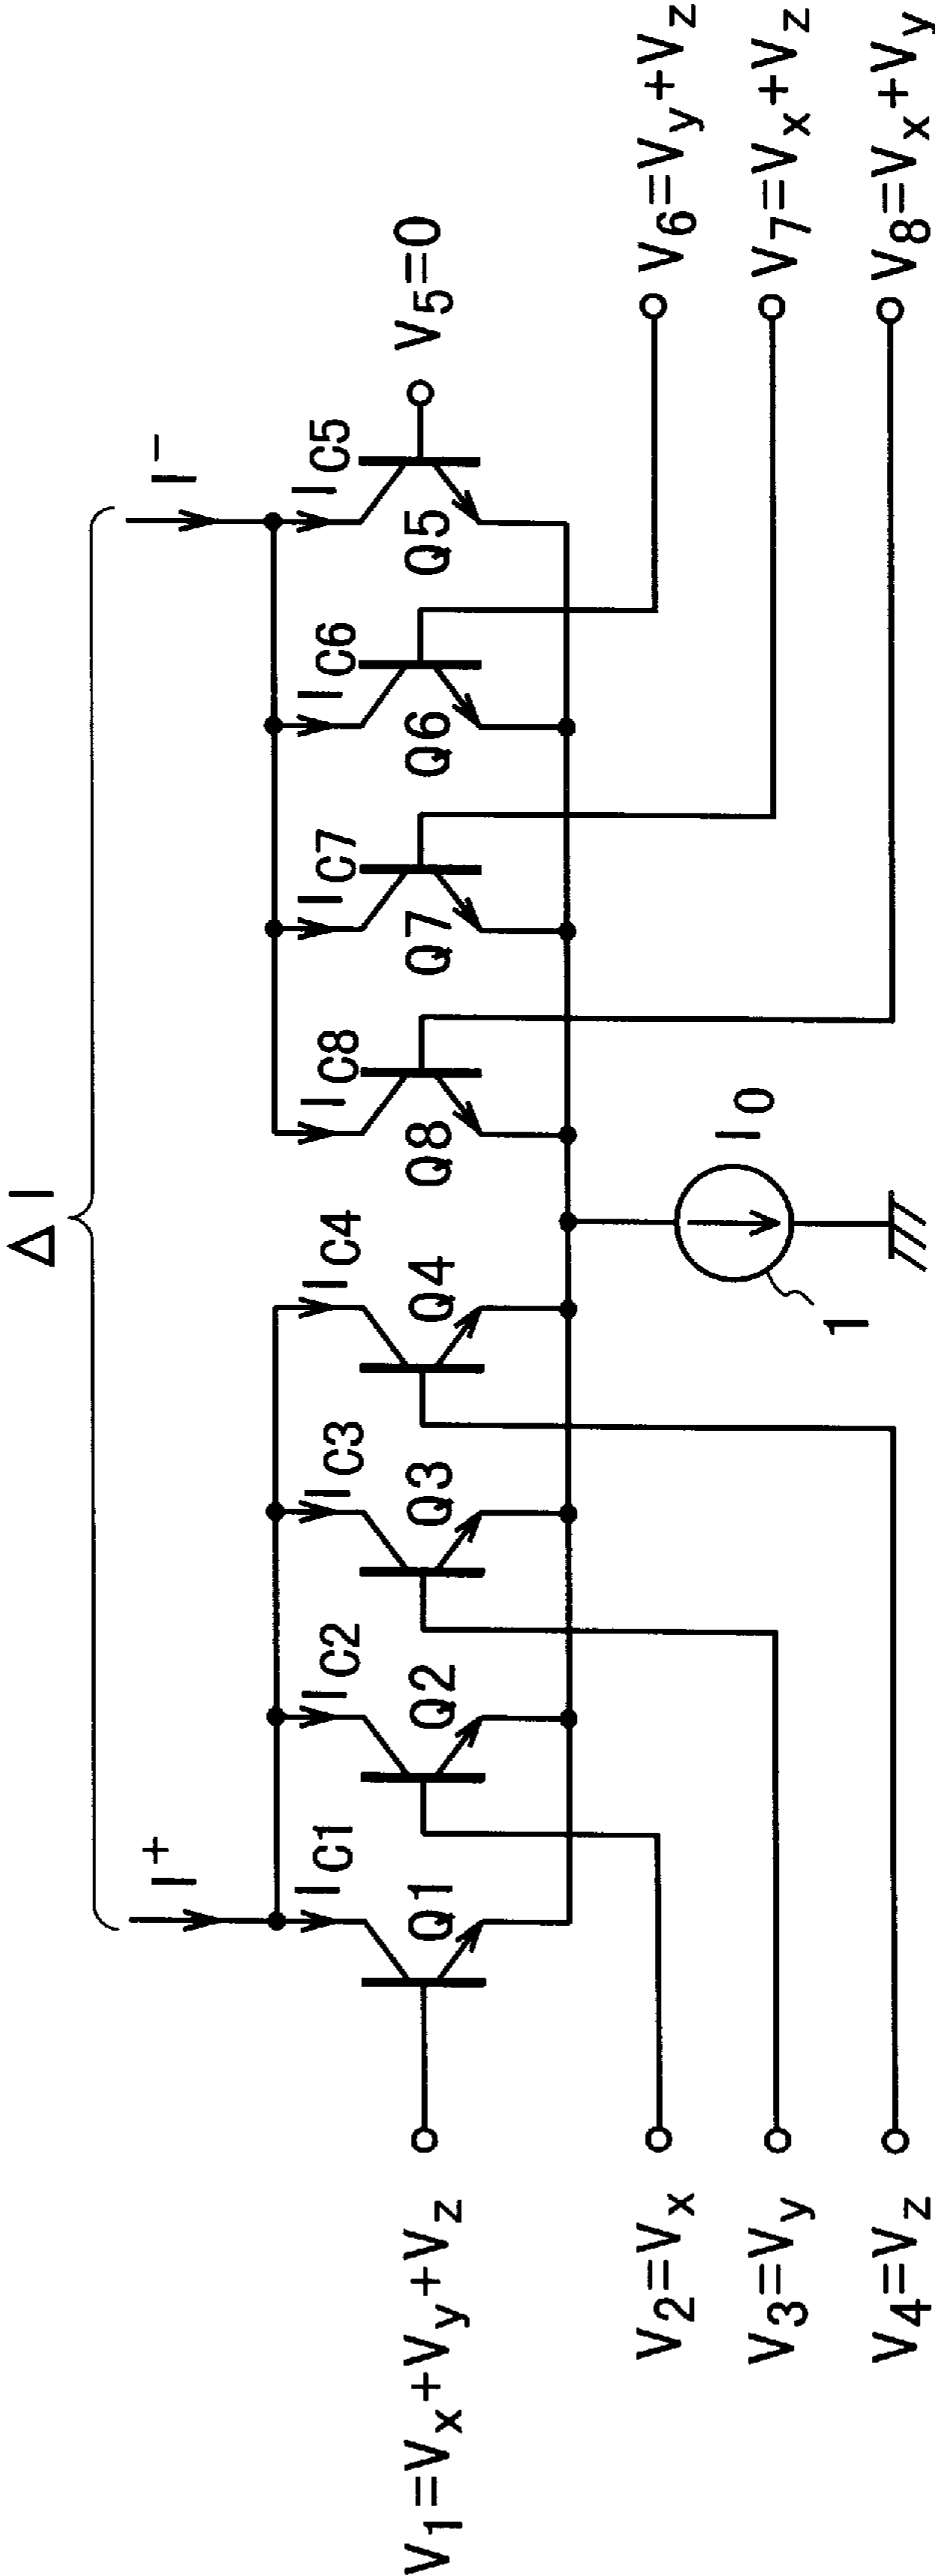 ΔI
I+
I−
IC1
IC2
IC3
IC4
IC8
IC7
IC6
IC5
Q1
Q2
Q3
Q4
Q8
Q7
Q6
Q5
V1=Vx+Vy+Vz
V5=0
V2=Vx
V6=Vy+Vz
I0
V3=Vy
V7=Vx+Vz
1
V4=Vz
V8=Vx+Vy